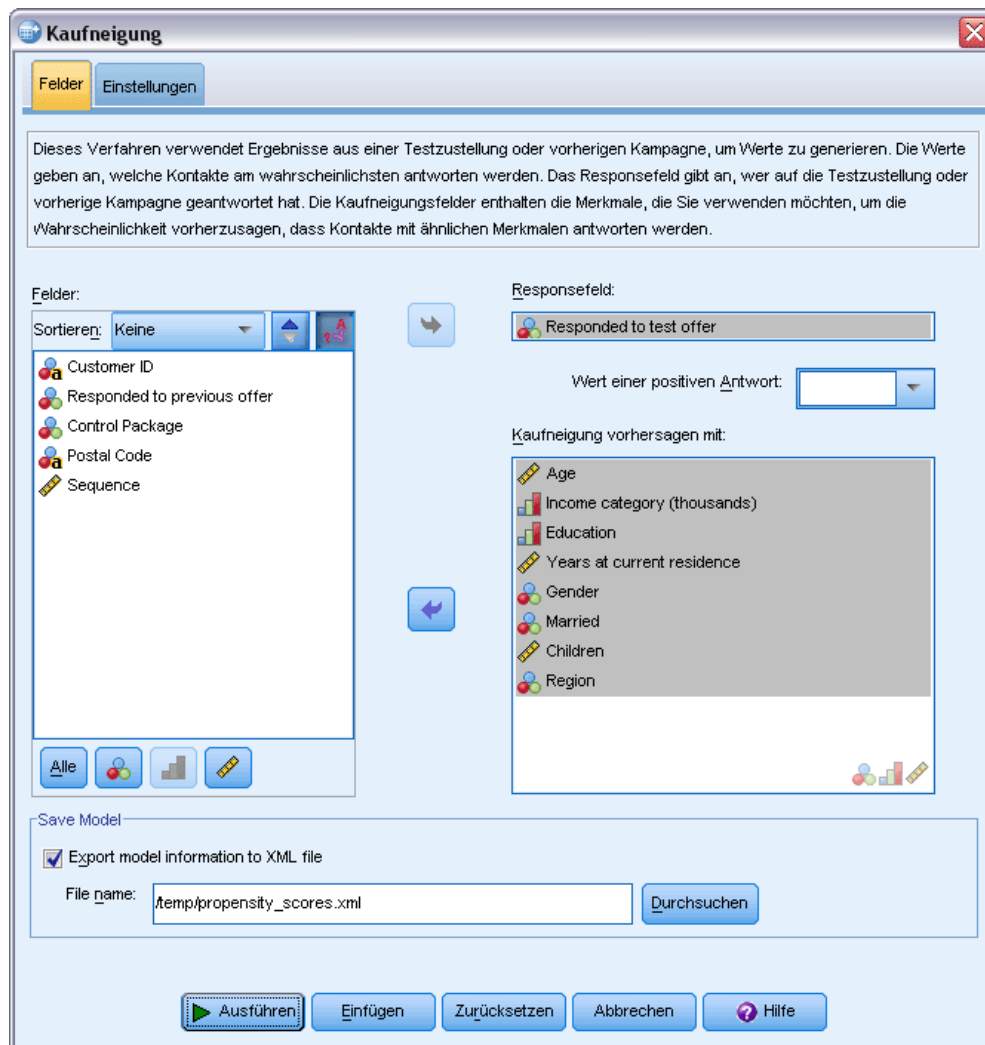 Kaufneigung
Felder
Einstellungen
Dieses Verfahren verwendet Ergebnisse aus einer Testzustellung oder vorherigen Kampagne, um Werte zu generieren. Die Werte
geben an, welche Kontakte am wahrscheinlichsten antworten werden. Das Responsefeld gibt an, wer auf die Testzustellung oder
vorherige Kampagne geantwortet hat. Die Kaufneigungsfelder enthalten die Merkmale, die Sie verwenden möchten, um die
Wahrscheinlichkeit vorherzusagen, dass Kontakte mit ähnlichen Merkmalen antworten werden.
Felder:
Sortieren: Keine
Customer ID
Responded to previous offer
Control Package
Postal Code
Sequence
Alle
Responsefeld:
Responded to test offer
Wert einer positiven Antwort:
Kaufneigung vorhersagen mit:
Age
Income category (thousands)
Education
Years at current residence
Gender
Married
Children
Region
Save Model
Export model information to XML file
File name: /temp/propensity_scores.xml
Durchsuchen
Ausführen
Einfügen
Zurücksetzen
Abbrechen
Hilfe